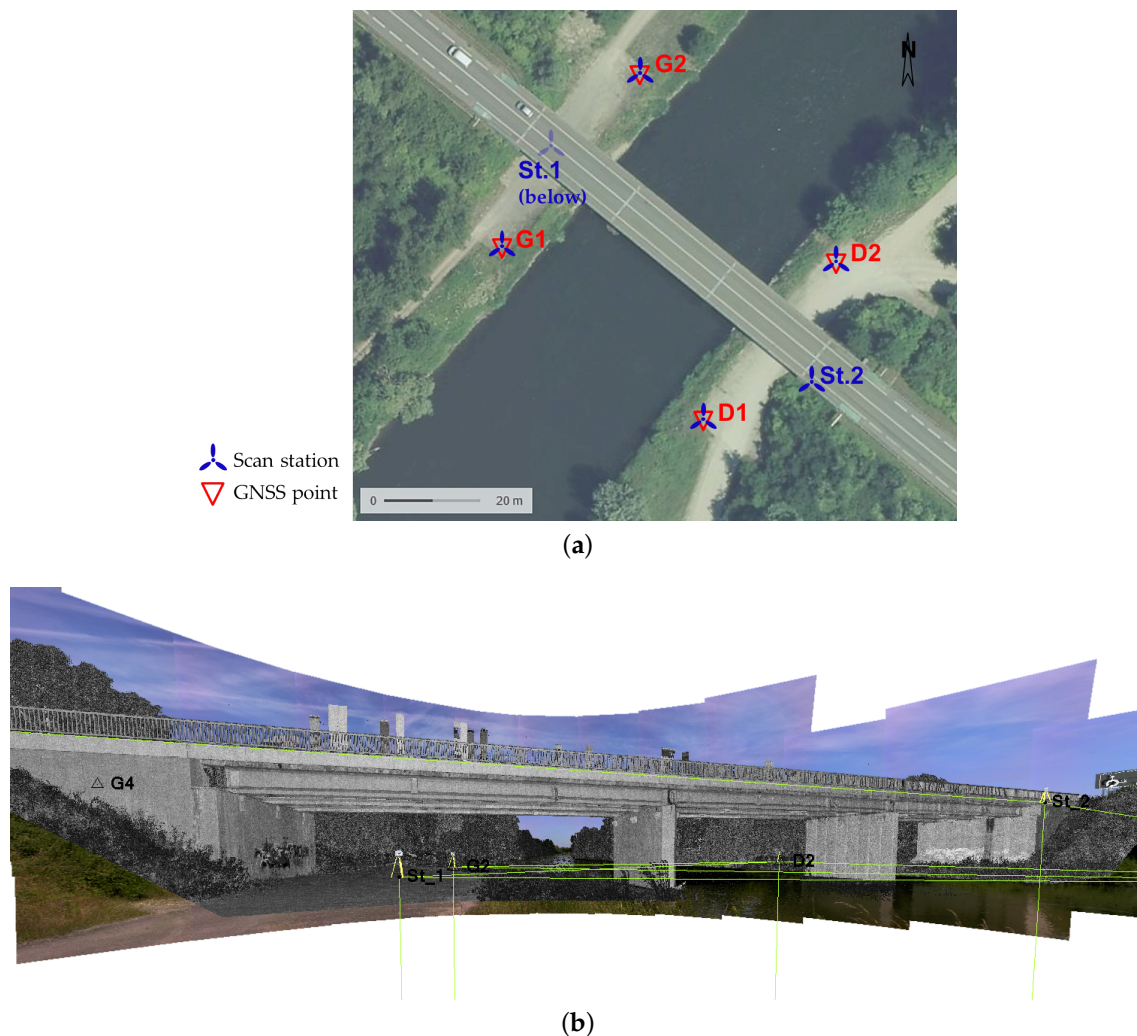 N
G2
St.1
(below)
G1
D2
St.2
D1
Scan station
GNSS point
0 20 m
(a)
G4
St_2
G2
D2
St_1
(b)